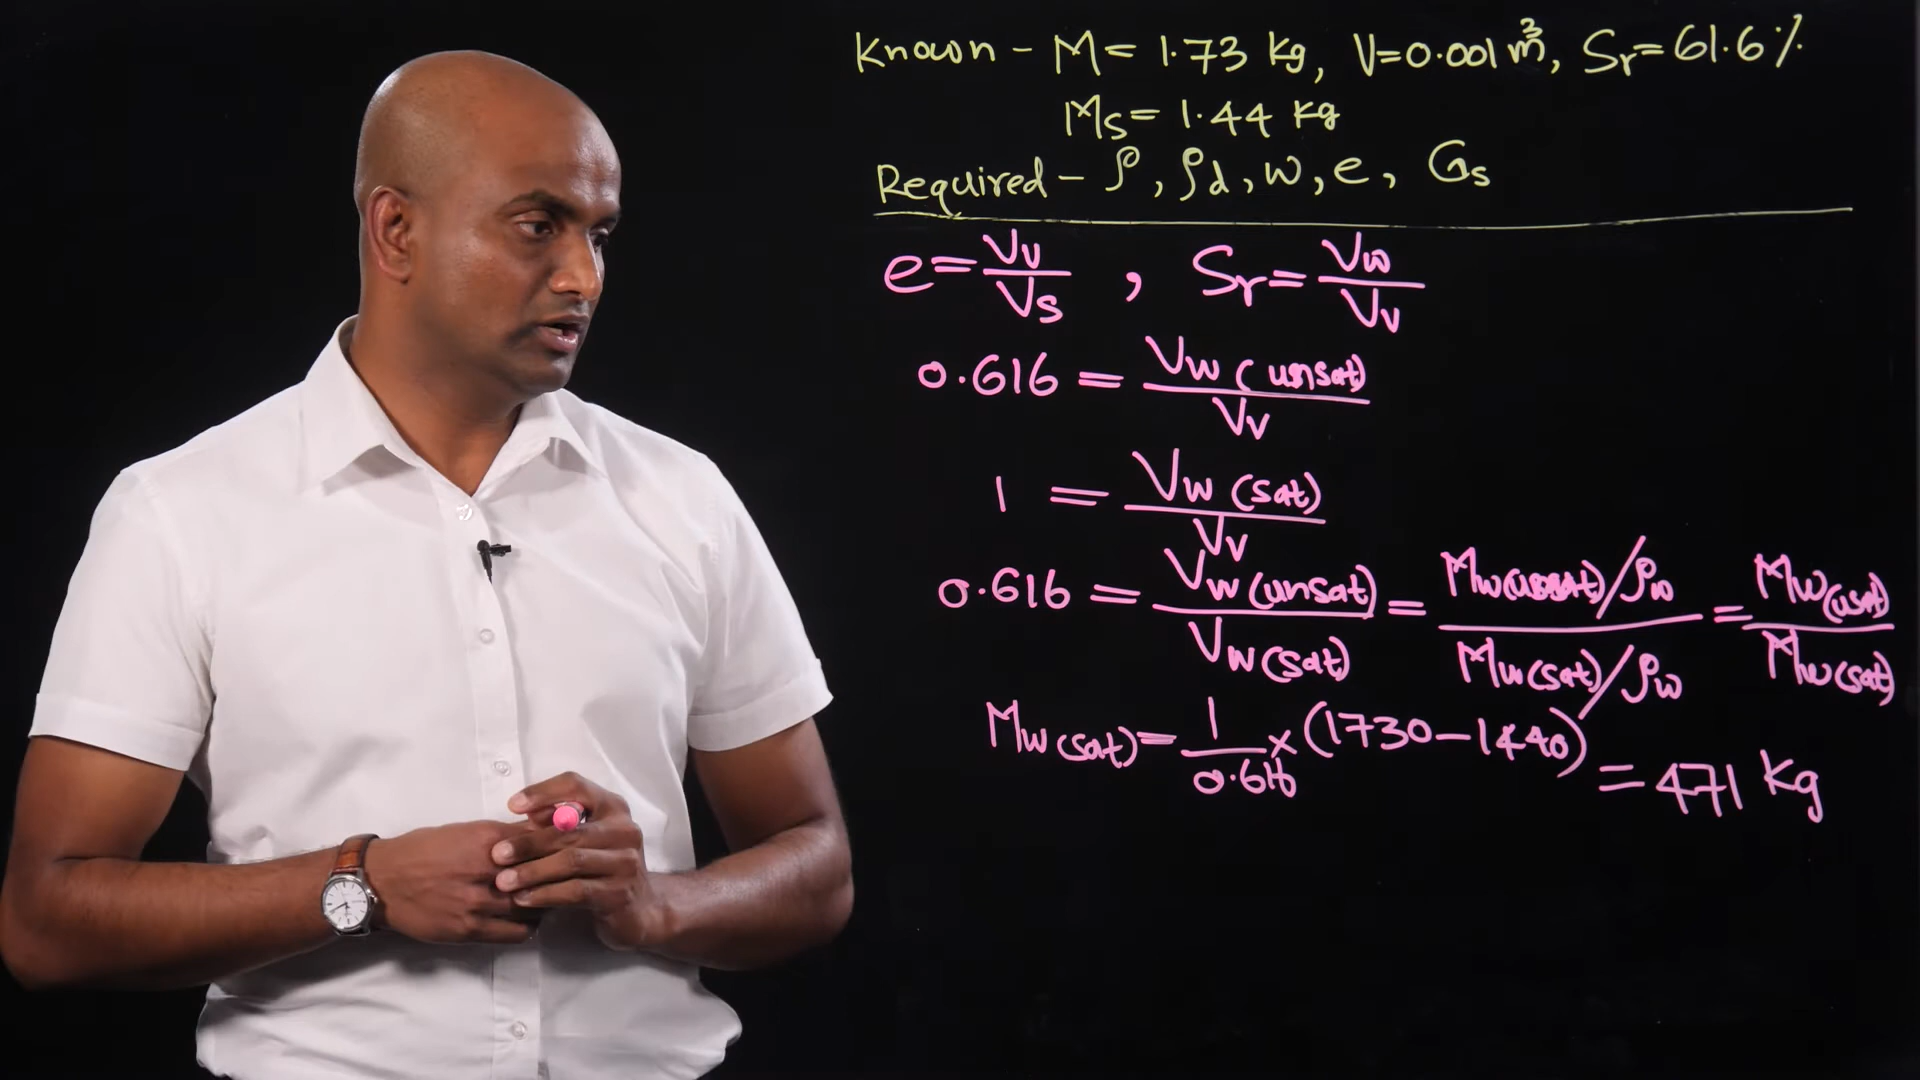 Known - M = 1.73 kg, V=0.001 m³, Sr = 61.6%
Ms = 1.44 kg
Required - ρ, ρd, w, e, Gs
e = Vv/Vs , Sr = Vw/Vv
0.616 = Vw(unsat)/Vv
1 = Vw(sat)/Vv
0.616 = Vw(unsat)/Vw(sat) = (Mw(unsat)/ρw)/(Mw(sat)/ρw) = Mw(usat)/Mw(sat)
Mw(sat) = 1/0.616 × (1730-1440) = 471 kg